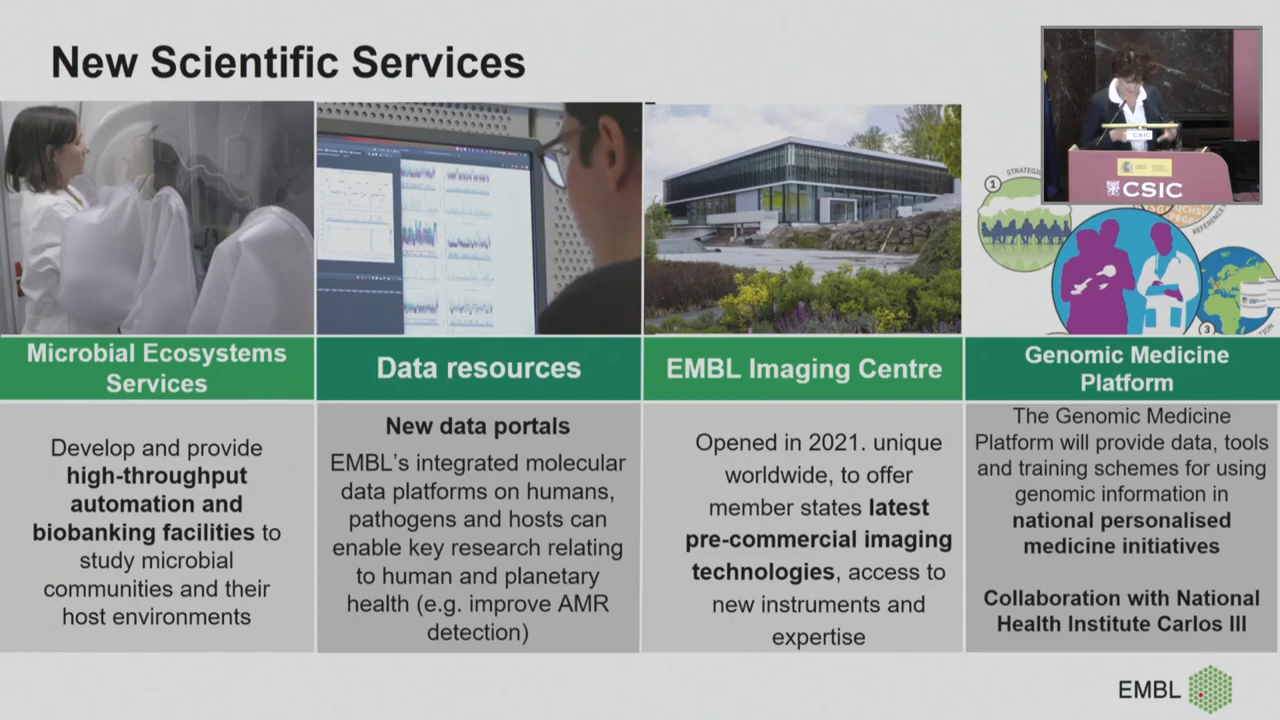 New Scientific Services
CSIC
CSIC
1
STRATEGIC
REFERENCE
3
Microbial Ecosystems
Services
Develop and provide
high-throughput
automation and
biobanking facilities to
study microbial
communities and their
host environments
Data resources
New data portals
EMBL's integrated molecular
data platforms on humans,
pathogens and hosts can
enable key research relating
to human and planetary
health (e.g. improve AMR
detection)
EMBL Imaging Centre
Opened in 2021. unique
worldwide, to offer
member states latest
pre-commercial imaging
technologies, access to
new instruments and
expertise
Genomic Medicine
Platform
The Genomic Medicine
Platform will provide data, tools
and training schemes for using
genomic information in
national personalised
medicine initiatives
Collaboration with National
Health Institute Carlos III
EMBL